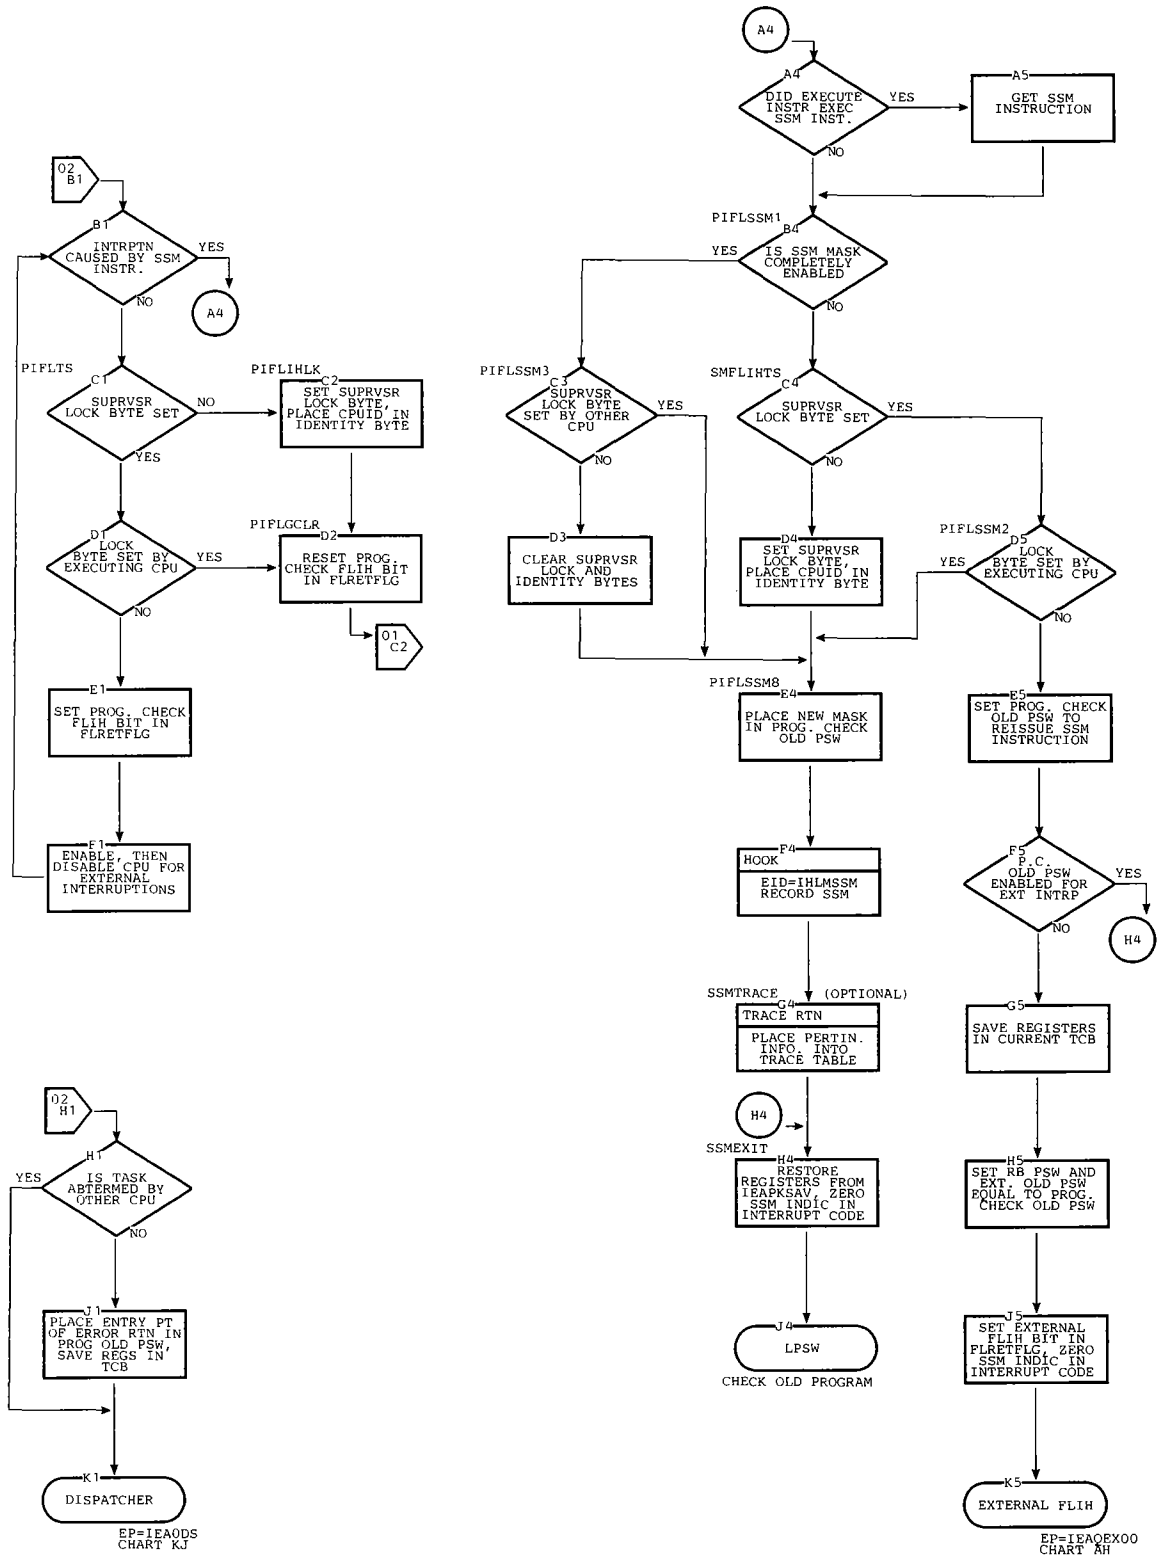 A4
A4
DID EXECUTE
INSTR EXEC
SSM INST.
YES
NO
A5
GET SSM
INSTRUCTION
02
B1
B1
INTRPTN
CAUSED BY SSM
INSTR.
YES
NO
A4
PIFLSSM1
B4
IS SSM MASK
COMPLETELY
ENABLED
YES
NO
PIFLTS
C1
SUPRVSR
LOCK BYTE SET
NO
YES
PIFLIHLK
C2
SET SUPRVSR
LOCK BYTE,
PLACE CPUID IN
IDENTITY BYTE
PIFLSSM3
C3
SUPRVSR
LOCK BYTE
SET BY OTHER
CPU
YES
NO
SMFLIHTS
C4
SUPRVSR
LOCK BYTE SET
YES
NO
D1
LOCK
BYTE SET BY
EXECUTING CPU
YES
NO
PIFLGCLR
D2
RESET PROG.
CHECK FLIH BIT
IN FLRETFLG
01
C2
D3
CLEAR SUPRVSR
LOCK AND
IDENTITY BYTES
D4
SET SUPRVSR
LOCK BYTE,
PLACE CPUID IN
IDENTITY BYTE
PIFLSSM2
D5
LOCK
BYTE SET BY
EXECUTING CPU
YES
NO
E1
SET PROG. CHECK
FLIH BIT IN
FLRETFLG
PIFLSSM8
E4
PLACE NEW MASK
IN PROG. CHECK
OLD PSW
E5
SET PROG. CHECK
OLD PSW TO
REISSUE SSM
INSTRUCTION
F1
ENABLE, THEN
DISABLE CPU FOR
EXTERNAL
INTERRUPTIONS
F4
HOOK
EID=IHLMSSM
RECORD SSM
F5
P.C.
OLD PSW
ENABLED FOR
EXT INTRP
YES
NO
H4
SSMTRACE (OPTIONAL)
G4
TRACE RTN
PLACE PERTIN.
INFO. INTO
TRACE TABLE
G5
SAVE REGISTERS
IN CURRENT TCB
02
H1
H1
IS TASK
ABTERMED BY
OTHER CPU
YES
NO
H4
SSMEXIT
H4
RESTORE
REGISTERS FROM
IEAPKSAV, ZERO
SSM INDIC IN
INTERRUPT CODE
H5
SET RB PSW AND
EXT. OLD PSW
EQUAL TO PROG.
CHECK OLD PSW
J1
PLACE ENTRY PT
OF ERROR RTN IN
PROG OLD PSW,
SAVE REGS IN
TCB
J4
LPSW
CHECK OLD PROGRAM
J5
SET EXTERNAL
FLIH BIT IN
FLRETFLG, ZERO
SSM INDIC IN
INTERRUPT CODE
K1
DISPATCHER
EP=IEA0DS
CHART KJ
K5
EXTERNAL FLIH
EP=IEAQEX00
CHART AH